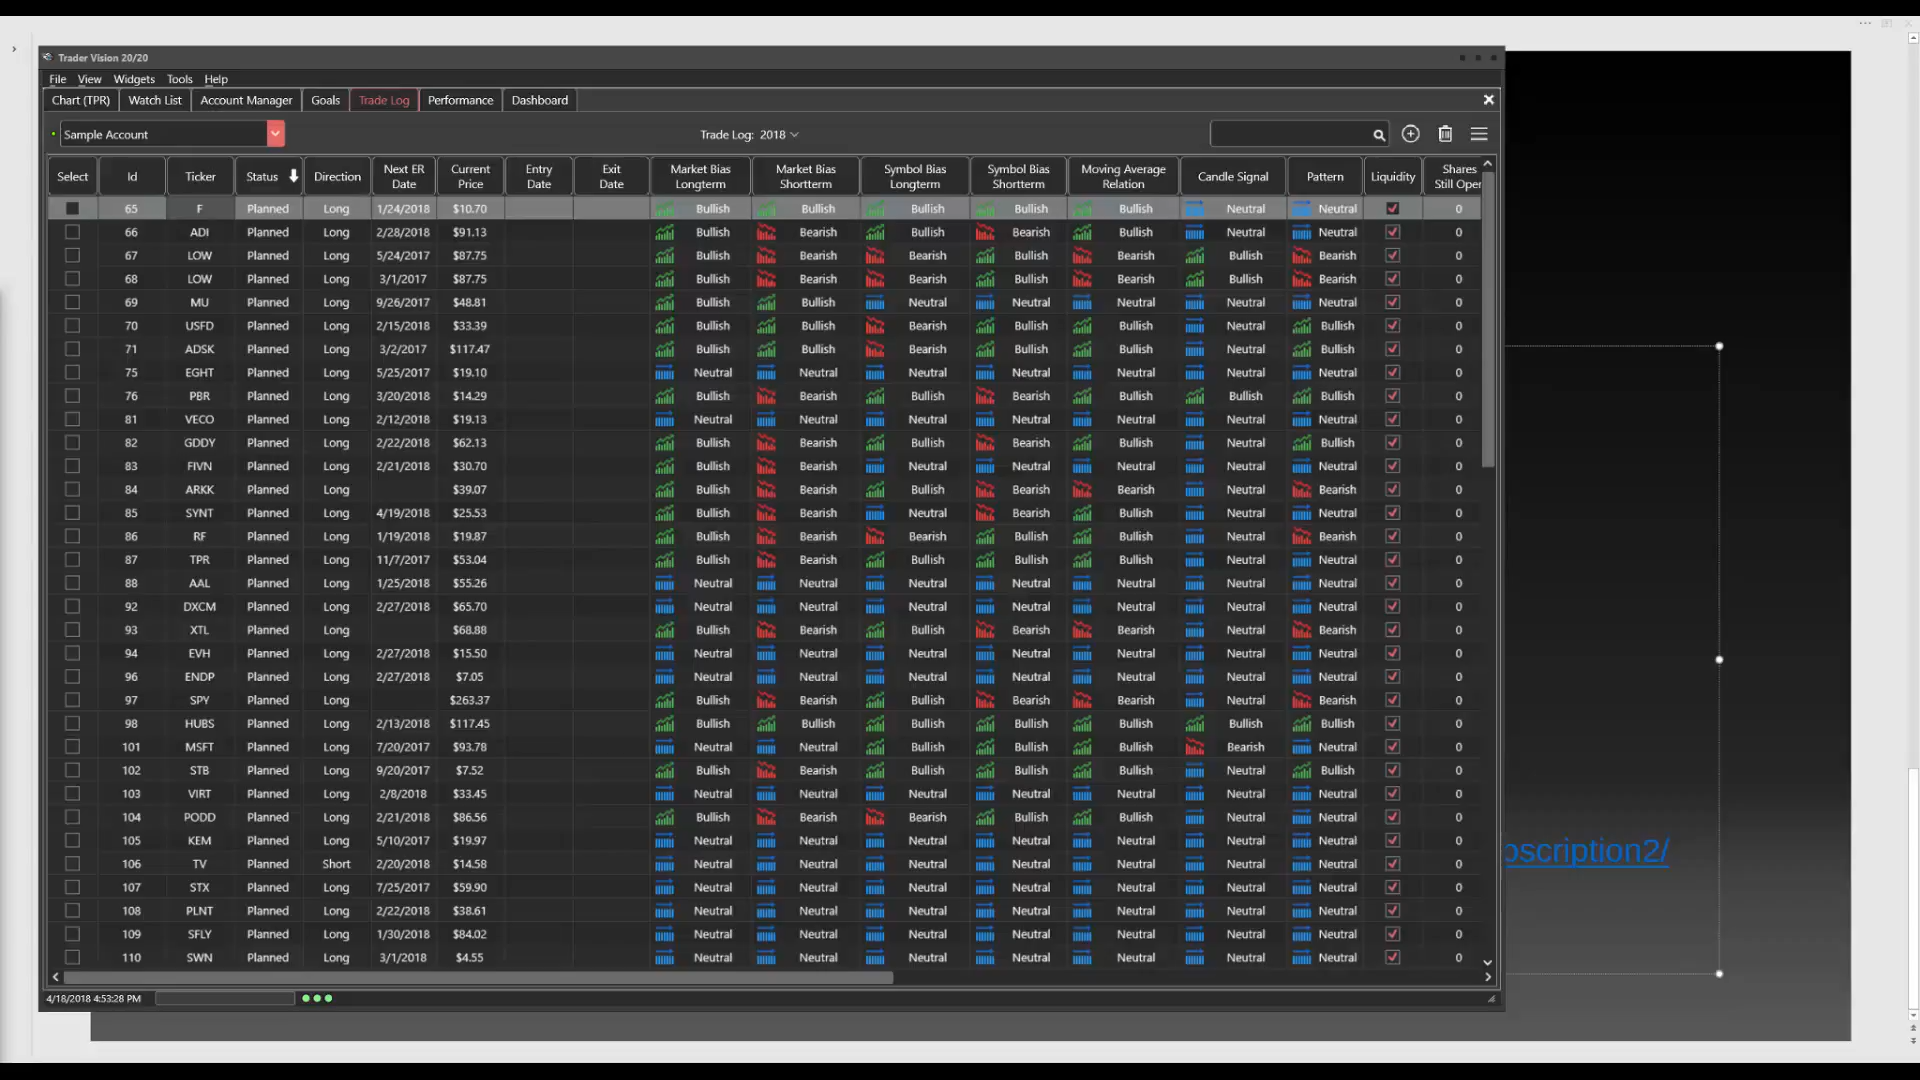 Trader Vision 20/20
File View Widgets Tools Help
Chart (TPR) Watch List Account Manager Goals Trade Log Performance Dashboard
Sample Account Trade Log: 2018
Select Id Ticker Status Direction Next ER Date Current Price Entry Date Exit Date Market Bias Longterm Market Bias Shortterm Symbol Bias Longterm Symbol Bias Shortterm Moving Average Relation Candle Signal Pattern Liquidity Shares Still Oper
65 F Planned Long 1/24/2018 $10.70 Bullish Bullish Bullish Bullish Bullish Neutral Neutral 0
66 ADI Planned Long 2/28/2018 $91.13 Bullish Bearish Bullish Bearish Bullish Neutral Neutral 0
67 LOW Planned Long 5/24/2017 $87.75 Bullish Bearish Bearish Bullish Bearish Bullish Bearish 0
68 LOW Planned Long 3/1/2017 $87.75 Bullish Bearish Bearish Bullish Bearish Bullish Bearish 0
69 MU Planned Long 9/26/2017 $48.81 Bullish Bullish Neutral Neutral Neutral Neutral Neutral 0
70 USFD Planned Long 2/15/2018 $33.39 Bullish Bullish Bearish Bullish Bullish Neutral Bullish 0
71 ADSK Planned Long 3/2/2017 $117.47 Bullish Bullish Bearish Bullish Bullish Neutral Bullish 0
75 EGHT Planned Long 5/25/2017 $19.10 Neutral Neutral Neutral Neutral Neutral Neutral Neutral 0
76 PBR Planned Long 3/20/2018 $14.29 Bullish Bearish Bullish Bearish Bullish Bullish Bullish 0
81 VECO Planned Long 2/12/2018 $19.13 Neutral Neutral Neutral Neutral Neutral Neutral Neutral 0
82 GDDY Planned Long 2/22/2018 $62.13 Bullish Bearish Bullish Bearish Bullish Neutral Bullish 0
83 FIVN Planned Long 2/21/2018 $30.70 Bullish Bearish Neutral Neutral Neutral Neutral Neutral 0
84 ARKK Planned Long $39.07 Bullish Bearish Bullish Bearish Bearish Neutral Bearish 0
85 SYNT Planned Long 4/19/2018 $25.53 Bullish Bearish Neutral Bearish Bullish Neutral Neutral 0
86 RF Planned Long 1/19/2018 $19.87 Bullish Bearish Bearish Bullish Bullish Neutral Bearish 0
87 TPR Planned Long 11/7/2017 $53.04 Bullish Bearish Bullish Bullish Bullish Neutral Neutral 0
88 AAL Planned Long 1/25/2018 $55.26 Neutral Neutral Neutral Neutral Neutral Neutral Neutral 0
92 DXCM Planned Long 2/27/2018 $65.70 Neutral Neutral Neutral Neutral Neutral Neutral Neutral 0
93 XTL Planned Long $68.88 Bullish Bearish Bullish Bearish Bearish Neutral Bearish 0
94 EVH Planned Long 2/27/2018 $15.50 Neutral Neutral Neutral Neutral Neutral Neutral Neutral 0
96 ENDP Planned Long 2/27/2018 $7.05 Neutral Neutral Neutral Neutral Neutral Neutral Neutral 0
97 SPY Planned Long $263.37 Bullish Bearish Bullish Bearish Bearish Neutral Bearish 0
98 HUBS Planned Long 2/13/2018 $117.45 Bullish Bullish Bullish Bullish Bullish Bullish Bullish 0
101 MSFT Planned Long 7/20/2017 $93.78 Neutral Neutral Bullish Bullish Bullish Bearish Neutral 0
102 STB Planned Long 9/20/2017 $7.52 Bullish Bearish Bullish Bullish Bullish Neutral Bullish 0
103 VIRT Planned Long 2/8/2018 $33.45 Neutral Neutral Neutral Neutral Neutral Neutral Neutral 0
104 PODD Planned Long 2/21/2018 $86.56 Bullish Bearish Bearish Bullish Bullish Neutral Neutral 0
105 KEM Planned Long 5/10/2017 $19.97 Neutral Neutral Neutral Neutral Neutral Neutral Neutral 0
106 TV Planned Short 2/20/2018 $14.58 Neutral Neutral Neutral Neutral Neutral Neutral Neutral 0
107 STX Planned Long 7/25/2017 $59.90 Neutral Neutral Neutral Neutral Neutral Neutral Neutral 0
108 PLNT Planned Long 2/22/2018 $38.61 Neutral Neutral Neutral Neutral Neutral Neutral Neutral 0
109 SFLY Planned Long 1/30/2018 $84.02 Neutral Neutral Neutral Neutral Neutral Neutral Neutral 0
110 SWN Planned Long 3/1/2018 $4.55 Neutral Neutral Neutral Neutral Neutral Neutral Neutral 0
4/18/2018 4:53:28 PM
scription2/